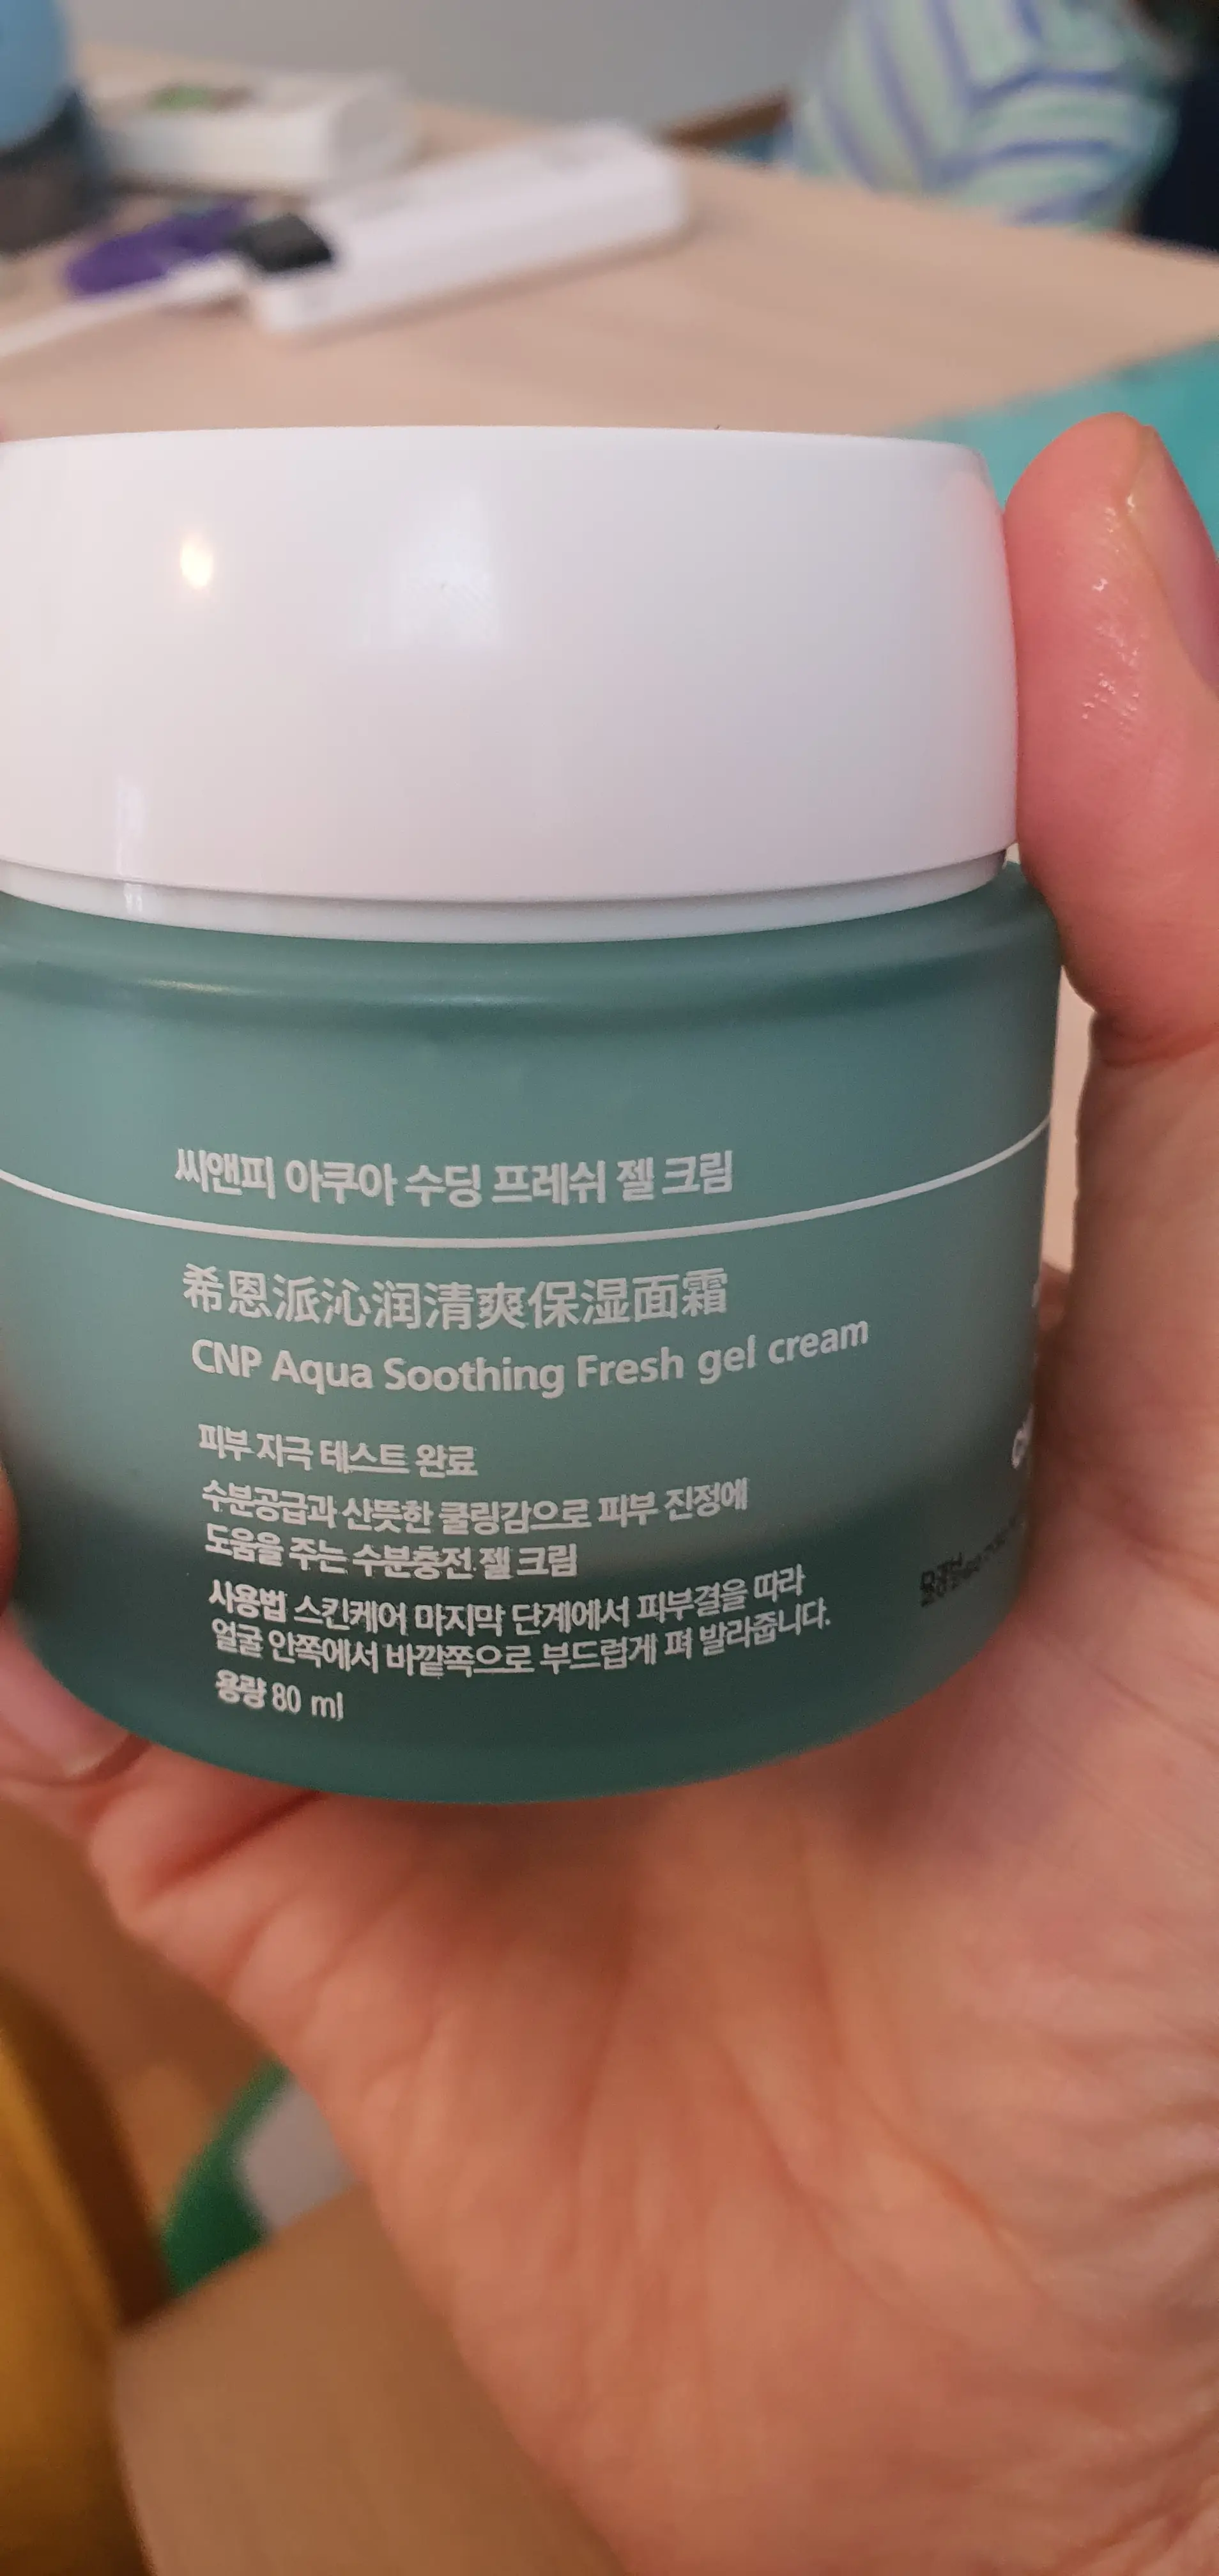 씨앤피 아쿠아 수딩 프레쉬 젤 크림
希恩派沁润清爽保湿面霜
CNP Aqua Soothing Fresh gel cream
피부 자극 테스트 완료
수분공급과 산뜻한 쿨링감으로 피부 진정에
도움을 주는 수분충전 젤 크림
사용법 스킨케어 마지막 단계에서 피부결을 따라
얼굴 안쪽에서 바깥쪽으로 부드럽게 펴 발라줍니다.
용량 80 ml